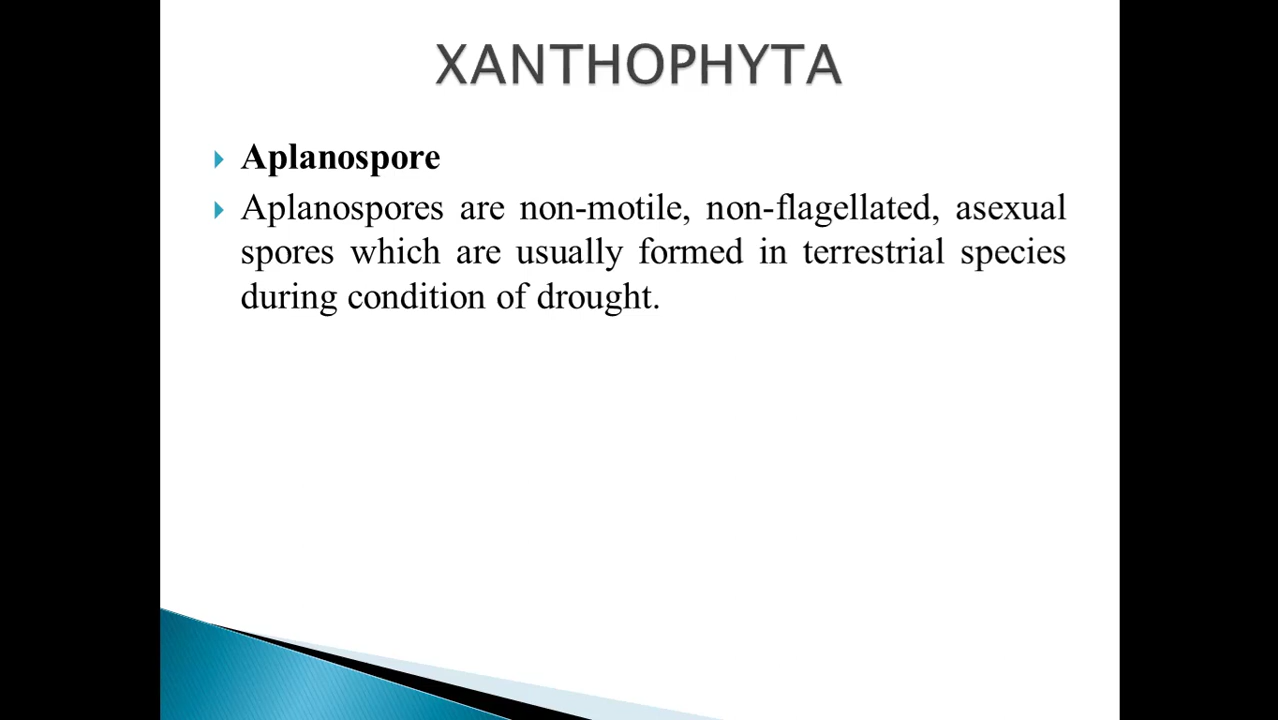 XANTHOPHYTA
Aplanospore
Aplanospores are non-motile, non-flagellated, asexual
spores which are usually formed in terrestrial species
during condition of drought.